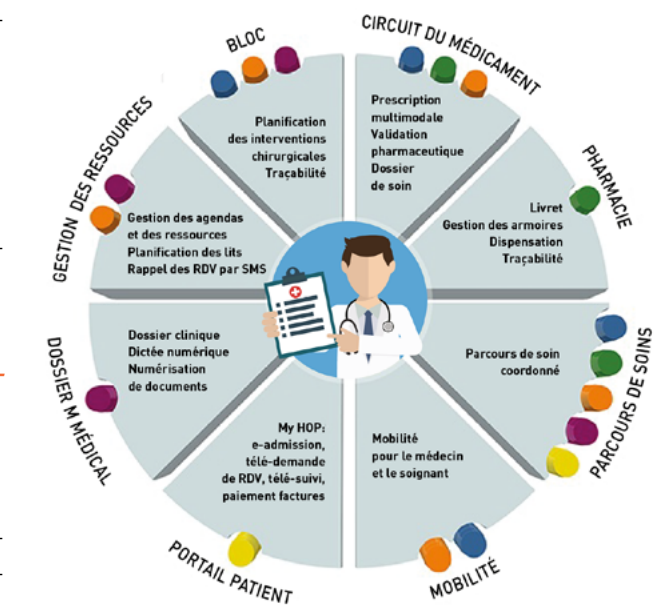 BLOC
Planification
des interventions
chirurgicales
Traçabilité
CIRCUIT DU MÉDICAMENT
Prescription
multimodale
Validation
pharmaceutique
Dossier
de soin
PHARMACIE
Livret
Gestion des armoires
Dispensation
Traçabilité
PARCOURS DE SOINS
Parcours de soin
coordonné
MOBILITÉ
Mobilité
pour le médecin
et le soignant
PORTAIL PATIENT
My HOP:
e-admission,
télé-demande
de RDV, télé-suivi,
paiement factures
DOSSIER M MÉDICAL
Dossier clinique
Dictée numérique
Numérisation
de documents
GESTION DES RESSOURCES
Gestion des agendas
et des ressources
Planification des lits
Rappel des RDV par SMS